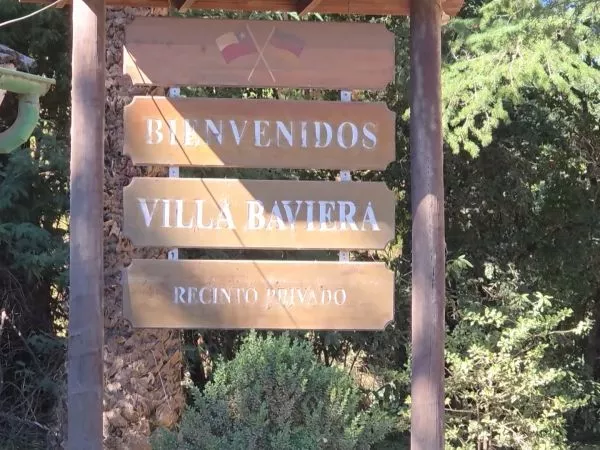 BIENVENIDOS
VILLA BAVIERA
RECINTO PRIVADO